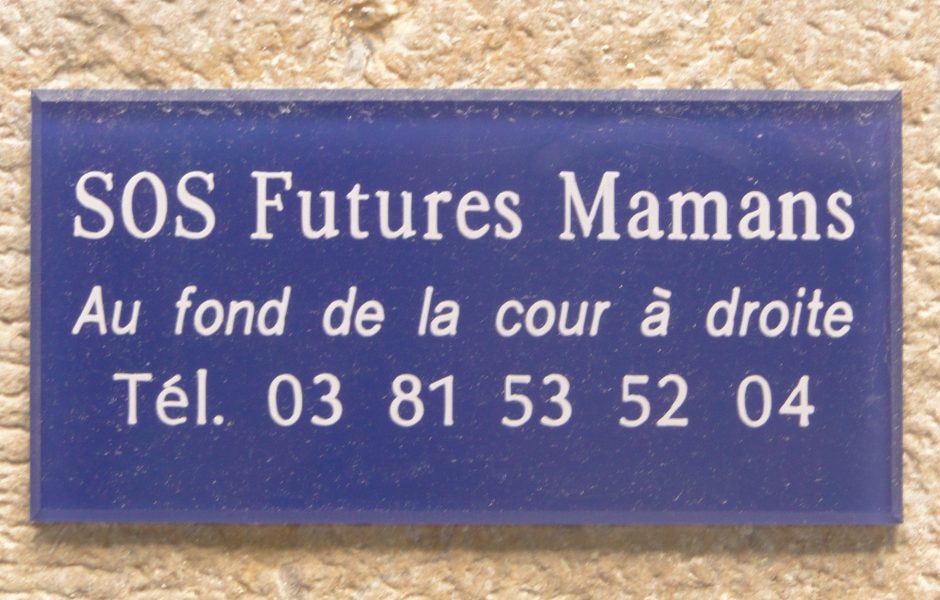 SOS Futures Mamans
Au fond de la cour à droite
Tél. 03 81 53 52 04